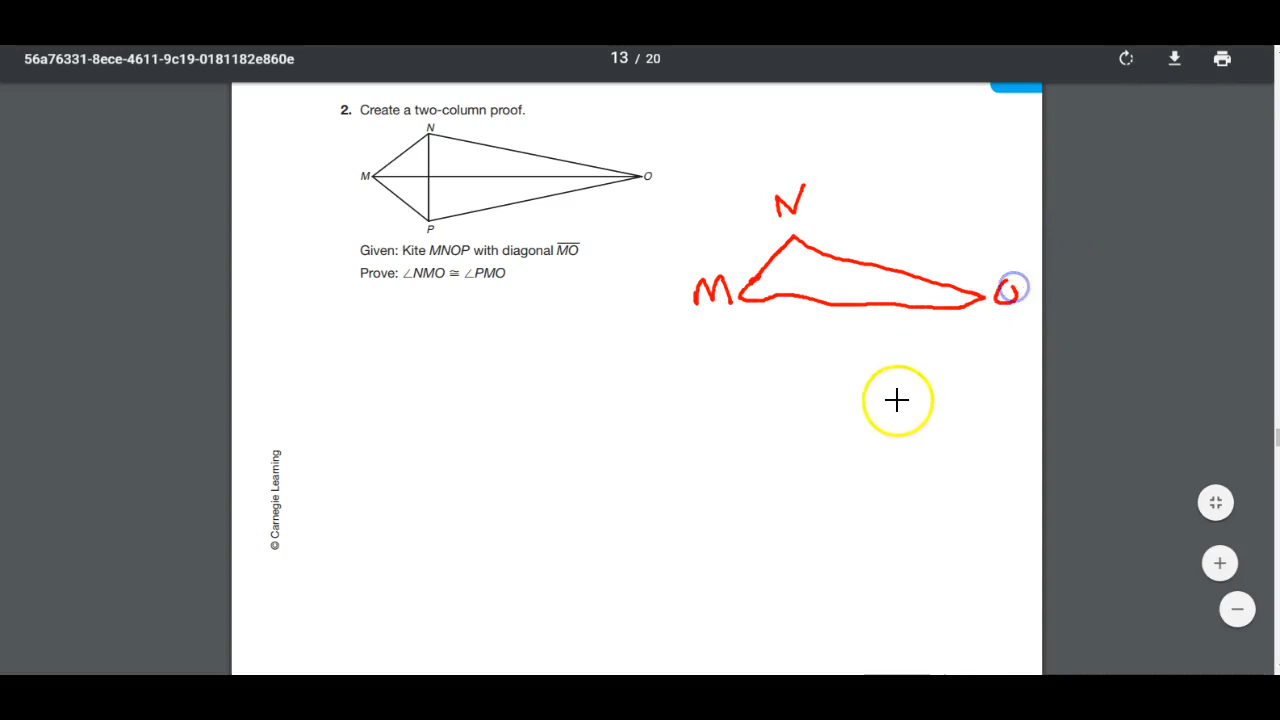 56a76331-8ece-4611-9c19-0181182e860e
13 / 20
2. Create a two-column proof.
N
M
O
P
Given: Kite MNOP with diagonal M̅O̅
Prove: ∠NMO ≅ ∠PMO
N
M
O
© Carnegie Learning